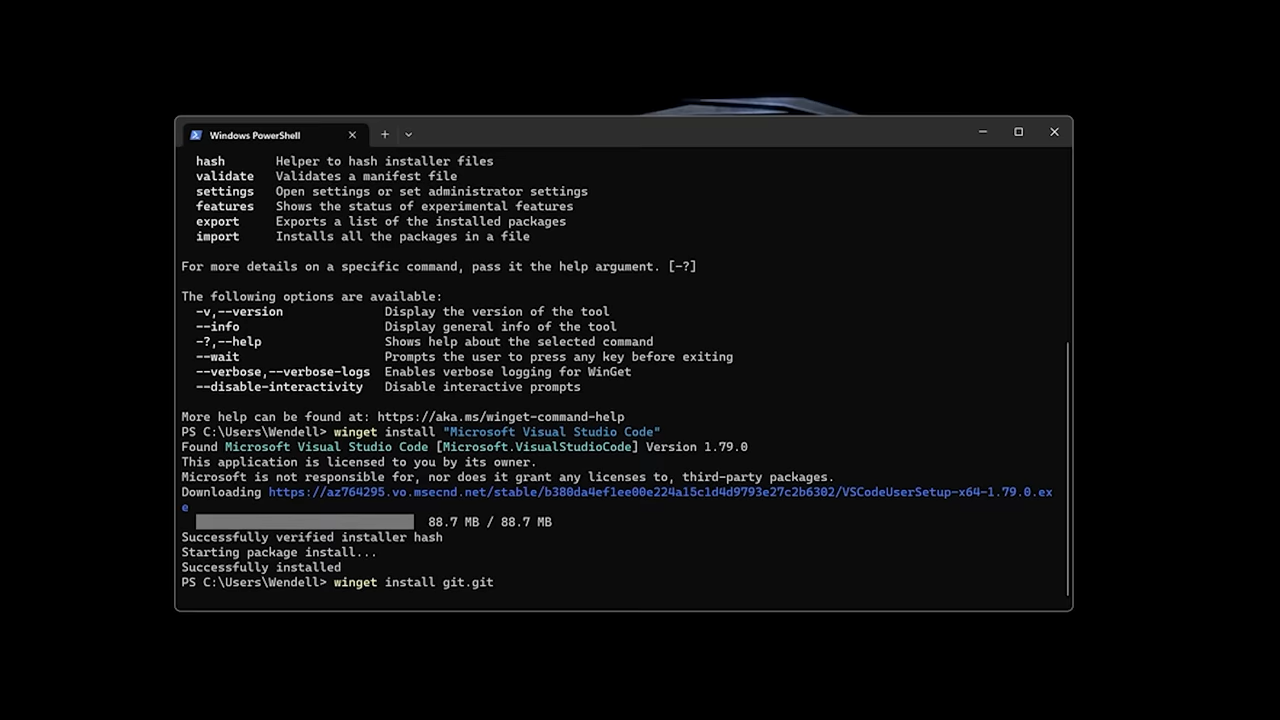 Windows PowerShell
hash Helper to hash installer files
validate Validates a manifest file
settings Open settings or set administrator settings
features Shows the status of experimental features
export Exports a list of the installed packages
import Installs all the packages in a file
For more details on a specific command, pass it the help argument. [-?]
The following options are available:
-v,--version Display the version of the tool
--info Display general info of the tool
-?,--help Shows help about the selected command
--wait Prompts the user to press any key before exiting
--verbose,--verbose-logs Enables verbose logging for WinGet
--disable-interactivity Disable interactive prompts
More help can be found at: https://aka.ms/winget-command-help
PS C:\Users\Wendell> winget install "Microsoft Visual Studio Code"
Found Microsoft Visual Studio Code [Microsoft.VisualStudioCode] Version 1.79.0
This application is licensed to you by its owner.
Microsoft is not responsible for, nor does it grant any licenses to, third-party packages.
Downloading https://az764295.vo.msecnd.net/stable/b380da4ef1ee00e224a15c1d4d9793e27c2b6302/VSCodeUserSetup-x64-1.79.0.ex
e
88.7 MB / 88.7 MB
Successfully verified installer hash
Starting package install...
Successfully installed
PS C:\Users\Wendell> winget install git.git